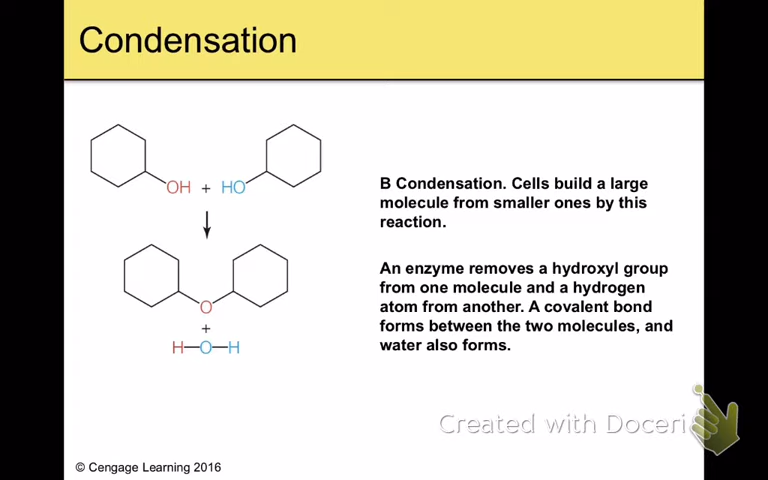 Condensation
OH + HO
O
+
H—O—H
B Condensation. Cells build a large
molecule from smaller ones by this
reaction.
An enzyme removes a hydroxyl group
from one molecule and a hydrogen
atom from another. A covalent bond
forms between the two molecules, and
water also forms.
Created with Doceri
© Cengage Learning 2016